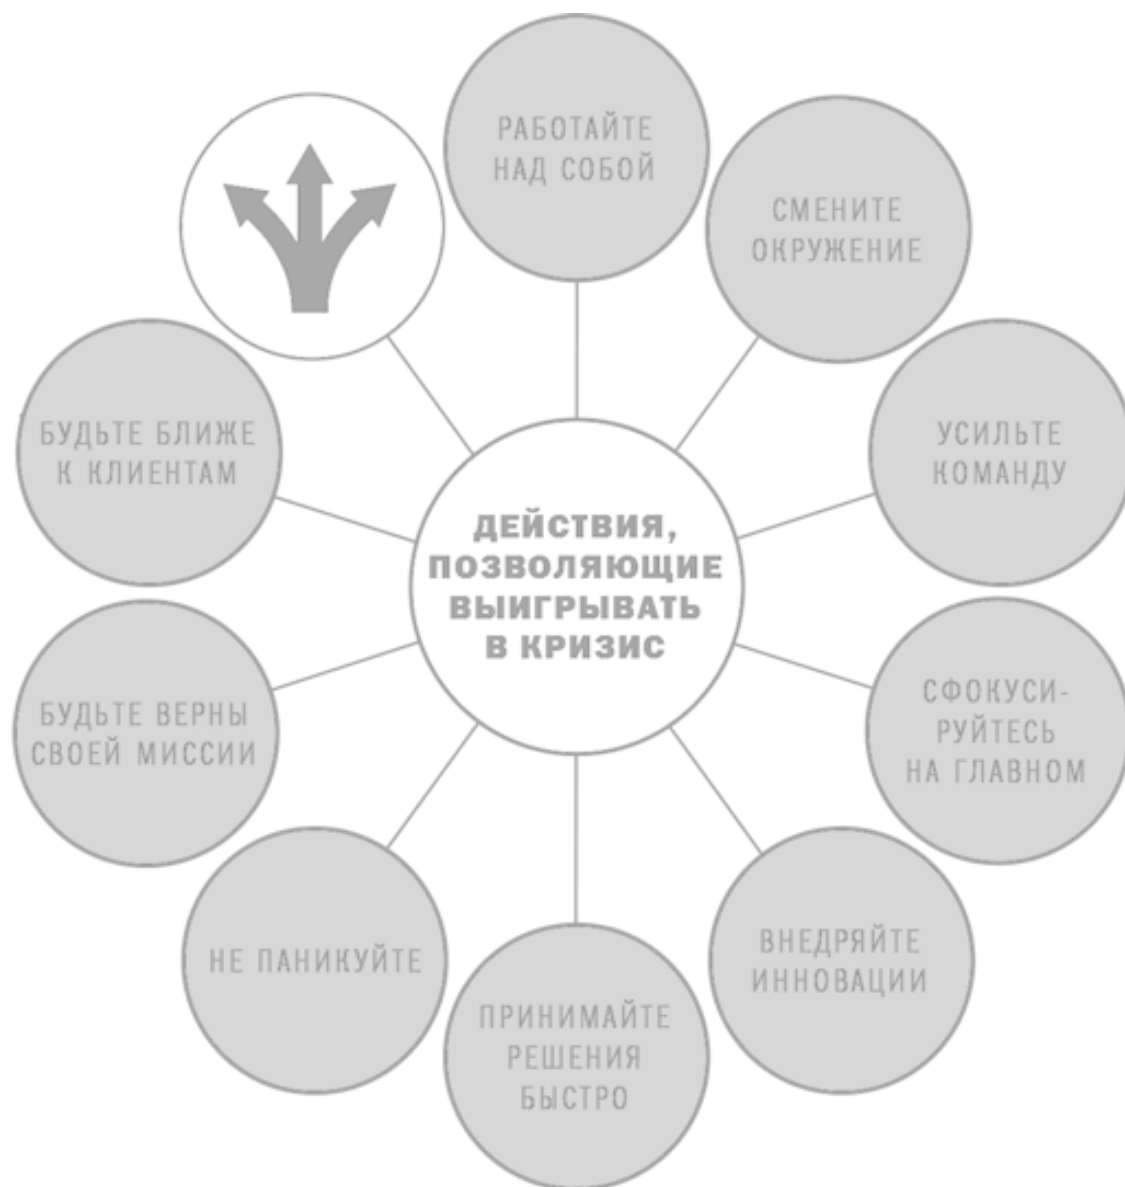 РАБОТАЙТЕ
НАД СОБОЙ
СМЕНИТЕ
ОКРУЖЕНИЕ
УСИЛЬТЕ
КОМАНДУ
СФОКУСИ-
РУЙТЕСЬ
НА ГЛАВНОМ
ВНЕДРЯЙТЕ
ИННОВАЦИИ
ПРИНИМАЙТЕ
РЕШЕНИЯ
БЫСТРО
НЕ ПАНИКУЙТЕ
БУДЬТЕ ВЕРНЫ
СВОЕЙ МИССИИ
БУДЬТЕ БЛИЖЕ
К КЛИЕНТАМ
ДЕЙСТВИЯ,
ПОЗВОЛЯЮЩИЕ
ВЫИГРЫВАТЬ
В КРИЗИС